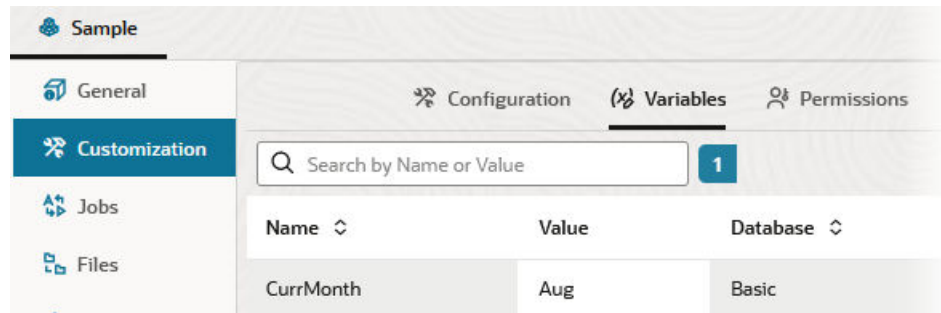 Sample
General
Configuration (x) Variables Permissions
Customization
Search by Name or Value 1
Jobs
Name Value Database
Files
CurrMonth Aug Basic